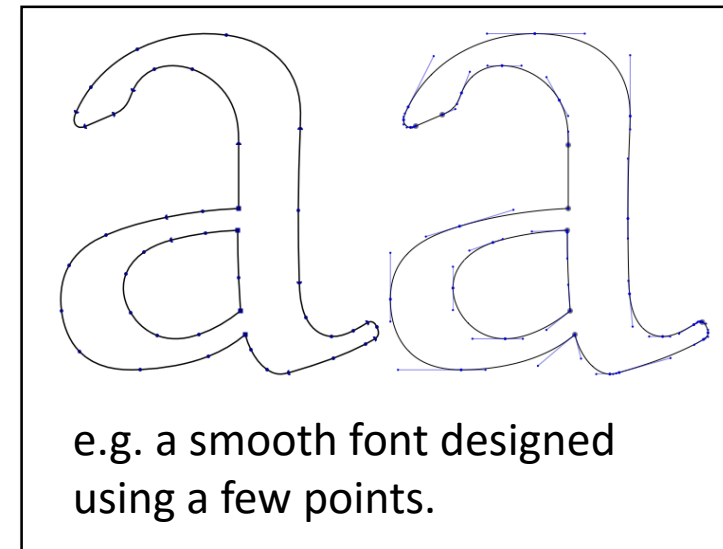 a a
e.g. a smooth font designed
using a few points.